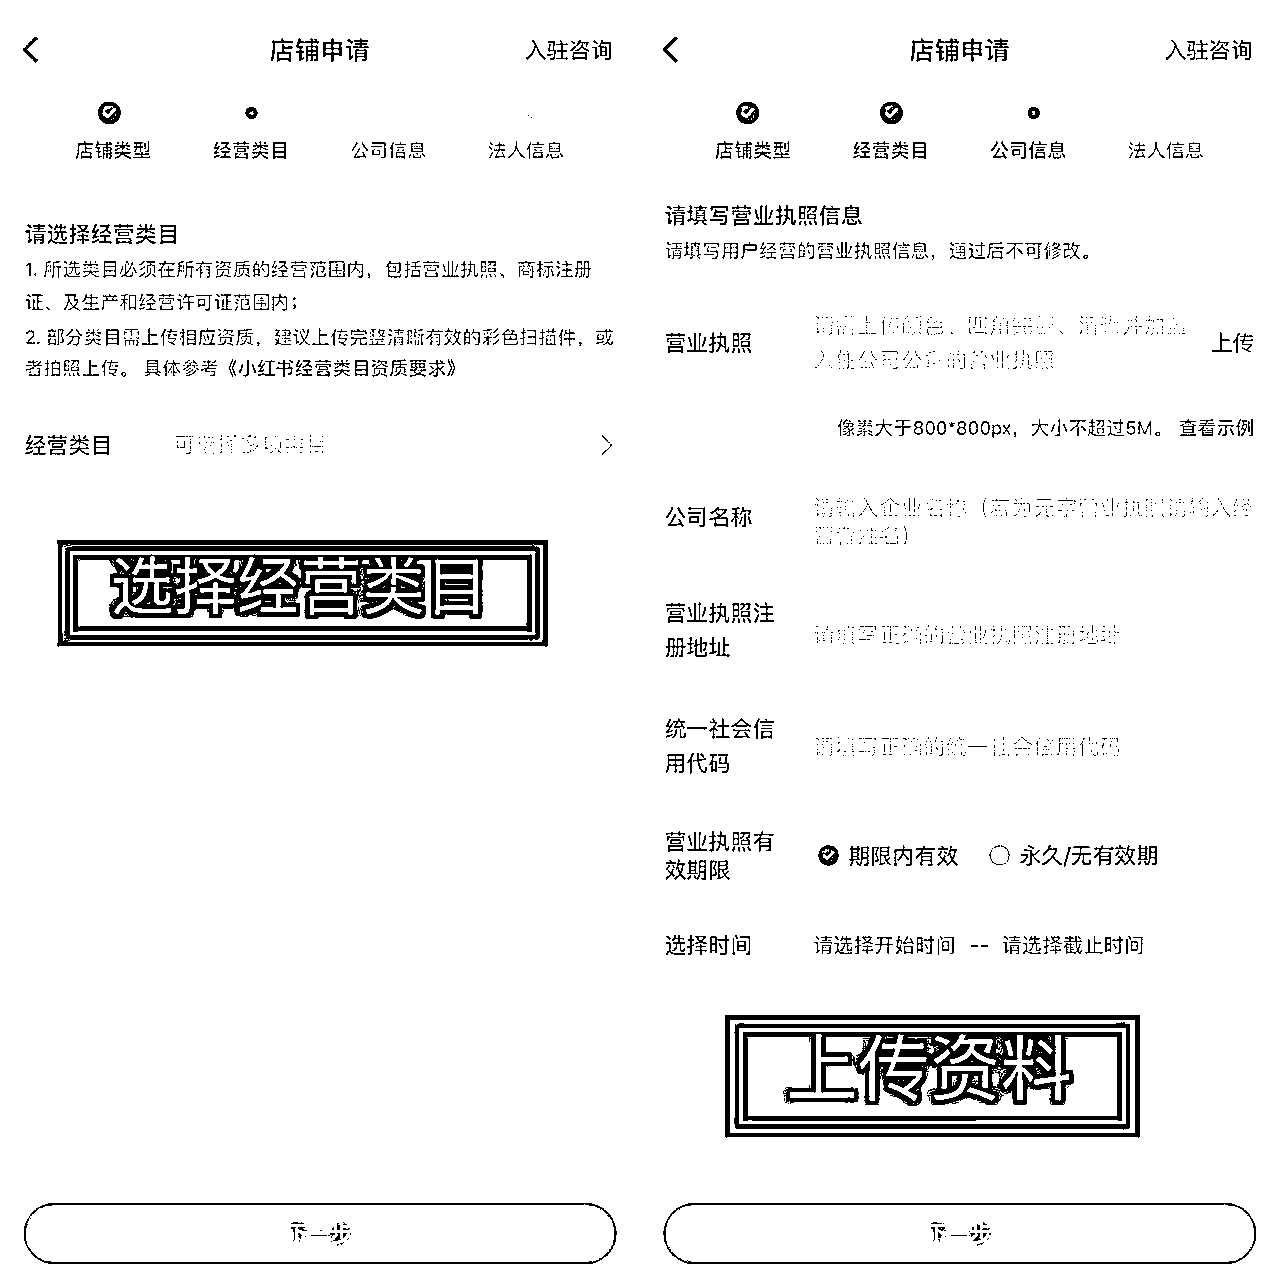 店铺申请
入驻咨询
店铺类型
经营类目
公司信息
法人信息
请选择经营类目
1. 所选类目必须在所有资质的经营范围内，包括营业执照、商标注册
证、及生产和经营许可证范围内；
2. 部分类目需上传相应资质，建议上传完整清晰有效的彩色扫描件，或
者拍照上传。 具体参考《小红书经营类目资质要求》
经营类目
可选择多项类目
选择经营类目
下一步
店铺申请
入驻咨询
店铺类型
经营类目
公司信息
法人信息
请填写营业执照信息
请填写用户经营的营业执照信息，通过后不可修改。
营业执照
上传
像素大于800*800px，大小不超过5M。 查看示例
公司名称
营业执照注
册地址
请填写正确的营业执照注册地址
统一社会信
用代码
请填写正确的统一社会信用代码
营业执照有
效期限
期限内有效
永久/无有效期
选择时间
请选择开始时间 -- 请选择截止时间
上传资料
下一步